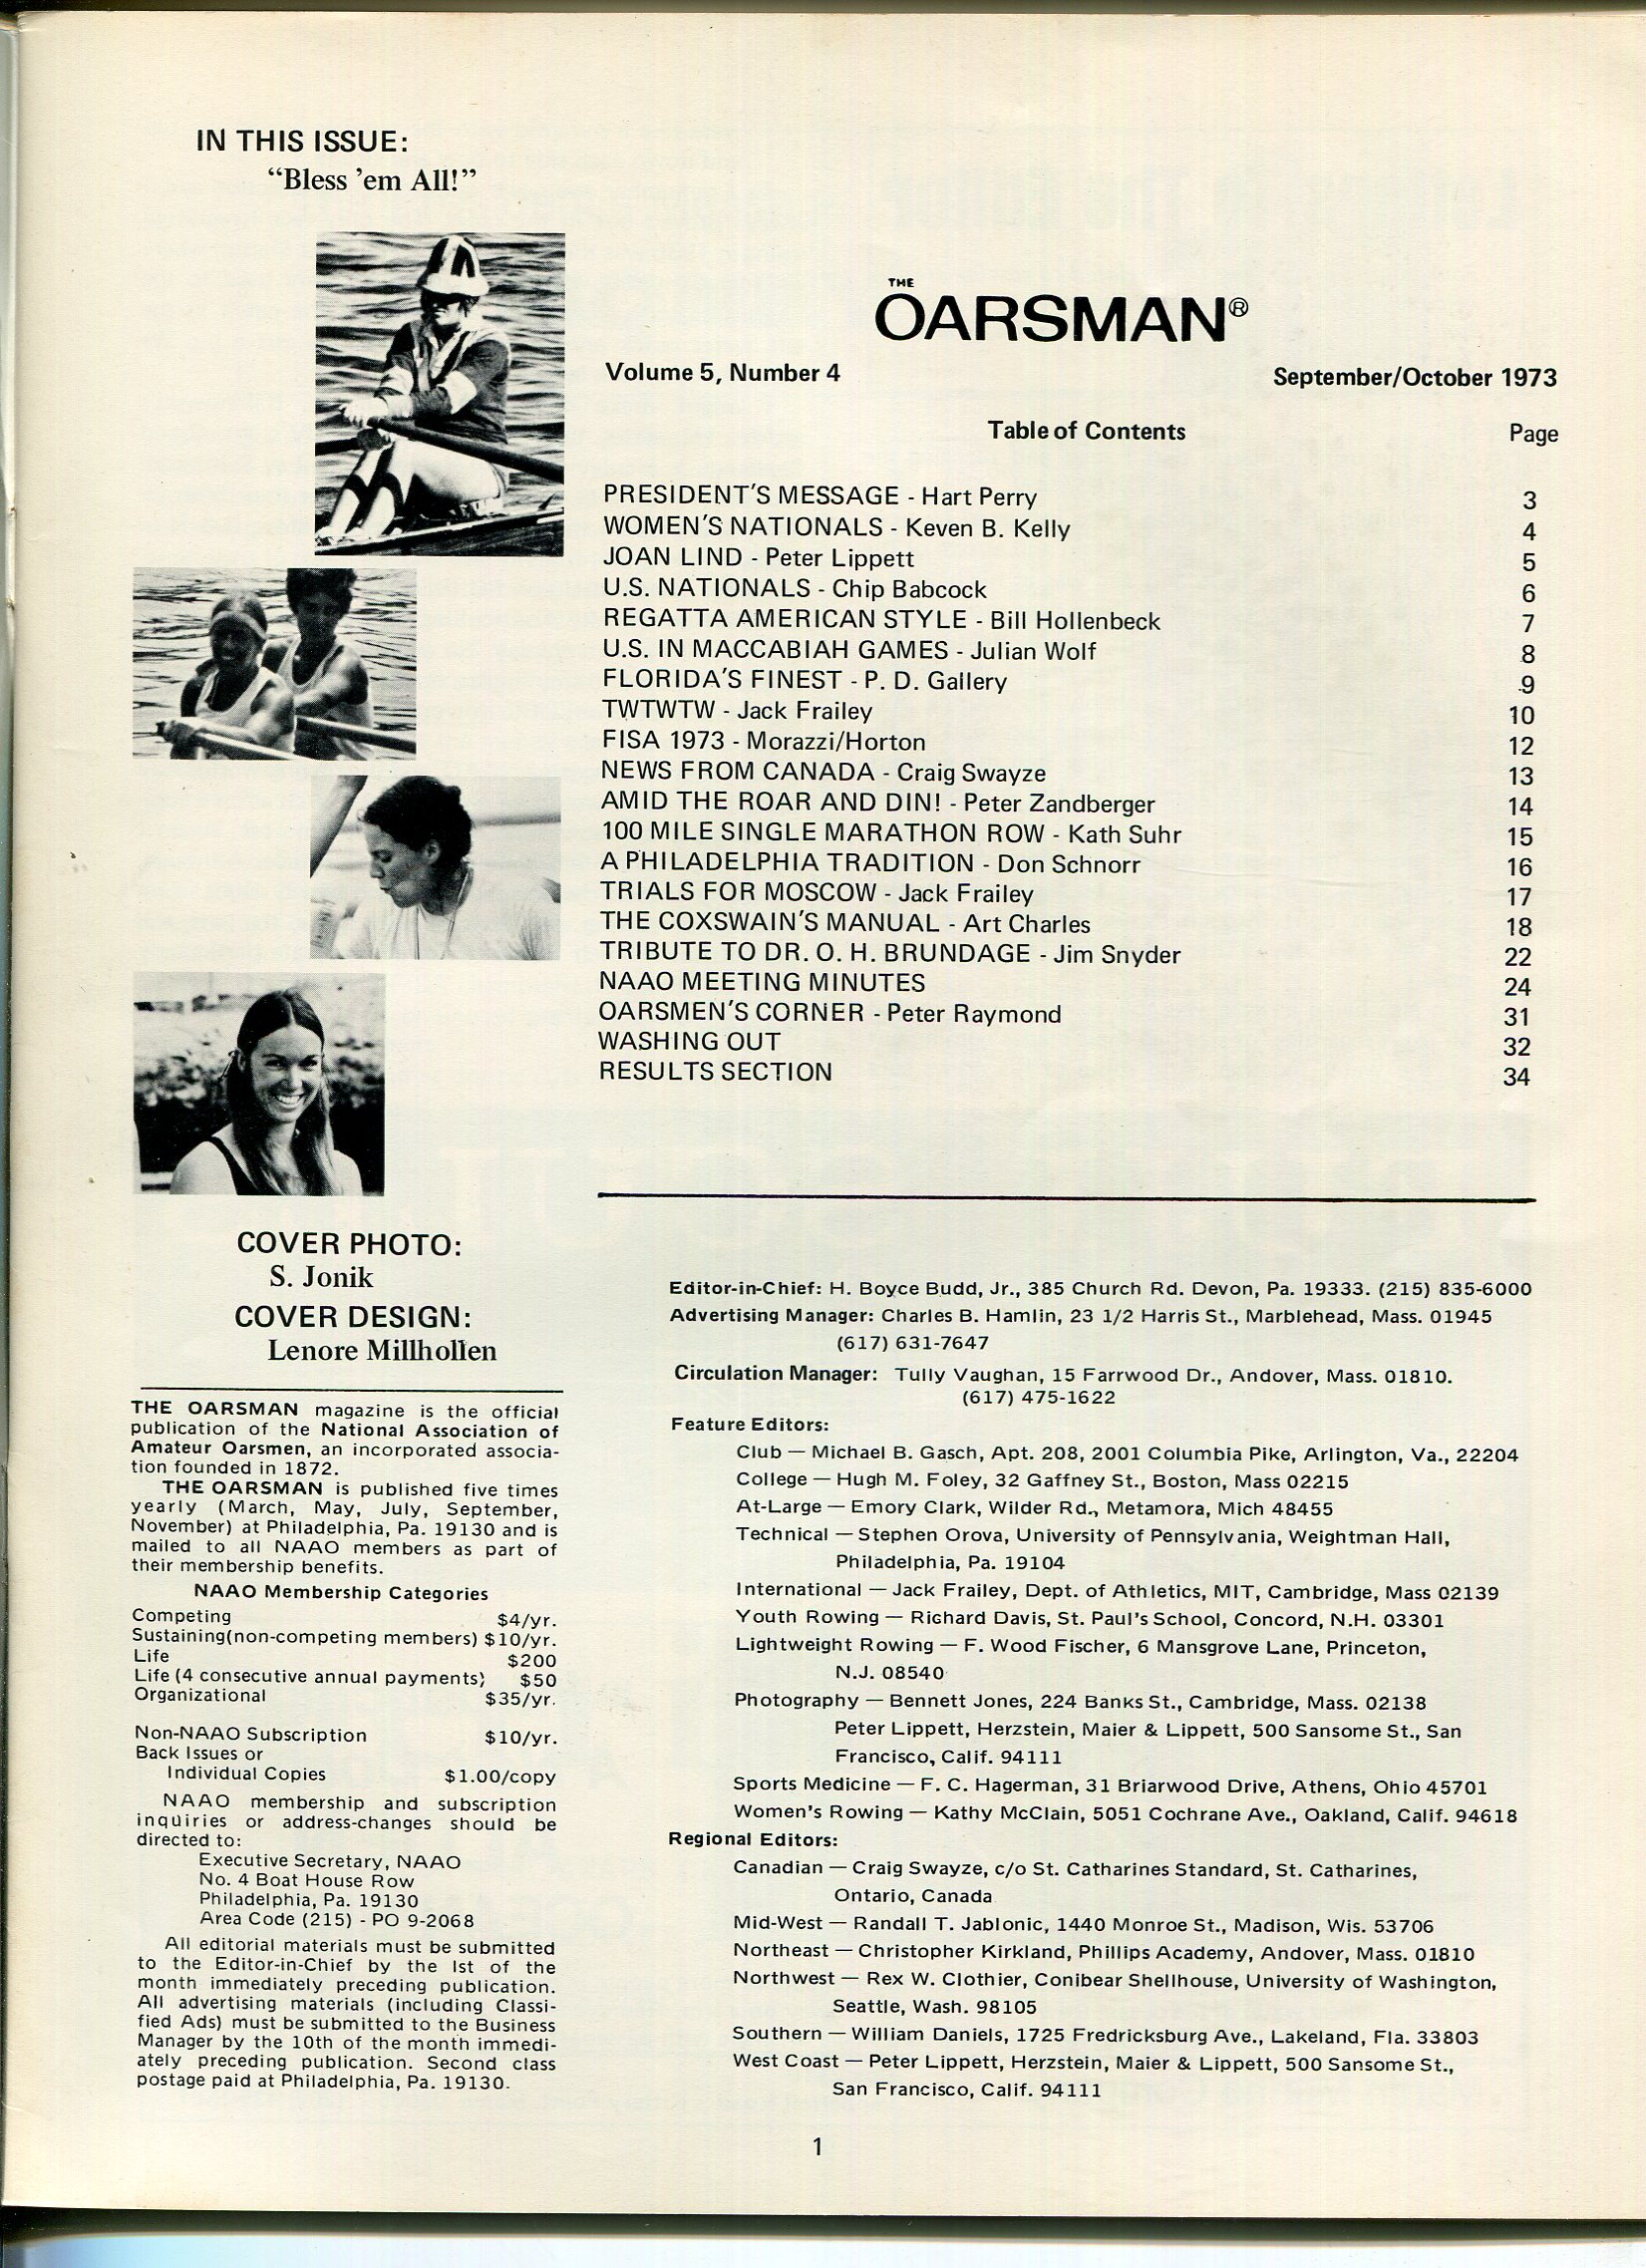 IN THIS ISSUE:
“Bless ’em All!”
THE
OARSMAN®
Volume 5, Number 4 September/October 1973
Table of Contents Page
PRESIDENT'S MESSAGE - Hart Perry 3
WOMEN'S NATIONALS - Keven B. Kelly 4
JOAN LIND - Peter Lippett 5
U.S. NATIONALS - Chip Babcock 6
REGATTA AMERICAN STYLE - Bill Hollenbeck 7
U.S. IN MACCABIAH GAMES - Julian Wolf 8
FLORIDA'S FINEST - P. D. Gallery 9
TWTWTW - Jack Frailey 10
FISA 1973 - Morazzi/Horton 12
NEWS FROM CANADA - Craig Swayze 13
AMID THE ROAR AND DIN! - Peter Zandberger 14
100 MILE SINGLE MARATHON ROW - Kath Suhr 15
A PHILADELPHIA TRADITION - Don Schnorr 16
TRIALS FOR MOSCOW - Jack Frailey 17
THE COXSWAIN'S MANUAL - Art Charles 18
TRIBUTE TO DR. O. H. BRUNDAGE - Jim Snyder 22
NAAO MEETING MINUTES 24
OARSMEN'S CORNER - Peter Raymond 31
WASHING OUT 32
RESULTS SECTION 34
COVER PHOTO:
S. Jonik
COVER DESIGN:
Lenore Millhollen
THE OARSMAN magazine is the official
publication of the National Association of
Amateur Oarsmen, an incorporated associa-
tion founded in 1872.
THE OARSMAN is published five times
yearly (March, May, July, September,
November) at Philadelphia, Pa. 19130 and is
mailed to all NAAO members as part of
their membership benefits.
NAAO Membership Categories
Competing $4/yr.
Sustaining(non-competing members) $10/yr.
Life $200
Life (4 consecutive annual payments) $50
Organizational $35/yr.
Non-NAAO Subscription $10/yr.
Back Issues or
Individual Copies $1.00/copy
NAAO membership and subscription
inquiries or address-changes should be
directed to:
Executive Secretary, NAAO
No. 4 Boat House Row
Philadelphia, Pa. 19130
Area Code (215) - PO 9-2068
All editorial materials must be submitted
to the Editor-in-Chief by the Ist of the
month immediately preceding publication.
All advertising materials (including Classi-
fied Ads) must be submitted to the Business
Manager by the 10th of the month immedi-
ately preceding publication. Second class
postage paid at Philadelphia, Pa. 19130.
Editor-in-Chief: H. Boyce Budd, Jr., 385 Church Rd. Devon, Pa. 19333. (215) 835-6000
Advertising Manager: Charles B. Hamlin, 23 1/2 Harris St., Marblehead, Mass. 01945
(617) 631-7647
Circulation Manager: Tully Vaughan, 15 Farrwood Dr., Andover, Mass. 01810.
(617) 475-1622
Feature Editors:
Club — Michael B. Gasch, Apt. 208, 2001 Columbia Pike, Arlington, Va., 22204
College — Hugh M. Foley, 32 Gaffney St., Boston, Mass 02215
At-Large — Emory Clark, Wilder Rd., Metamora, Mich 48455
Technical — Stephen Orova, University of Pennsylvania, Weightman Hall,
Philadelphia, Pa. 19104
International — Jack Frailey, Dept. of Athletics, MIT, Cambridge, Mass 02139
Youth Rowing — Richard Davis, St. Paul's School, Concord, N.H. 03301
Lightweight Rowing — F. Wood Fischer, 6 Mansgrove Lane, Princeton,
N.J. 08540
Photography — Bennett Jones, 224 Banks St., Cambridge, Mass. 02138
Peter Lippett, Herzstein, Maier & Lippett, 500 Sansome St., San
Francisco, Calif. 94111
Sports Medicine — F. C. Hagerman, 31 Briarwood Drive, Athens, Ohio 45701
Women's Rowing — Kathy McClain, 5051 Cochrane Ave., Oakland, Calif. 94618
Regional Editors:
Canadian — Craig Swayze, c/o St. Catharines Standard, St. Catharines,
Ontario, Canada
Mid-West — Randall T. Jablonic, 1440 Monroe St., Madison, Wis. 53706
Northeast — Christopher Kirkland, Phillips Academy, Andover, Mass. 01810
Northwest — Rex W. Clothier, Conibear Shellhouse, University of Washington,
Seattle, Wash. 98105
Southern — William Daniels, 1725 Fredricksburg Ave., Lakeland, Fla. 33803
West Coast — Peter Lippett, Herzstein, Maier & Lippett, 500 Sansome St.,
San Francisco, Calif. 94111
1